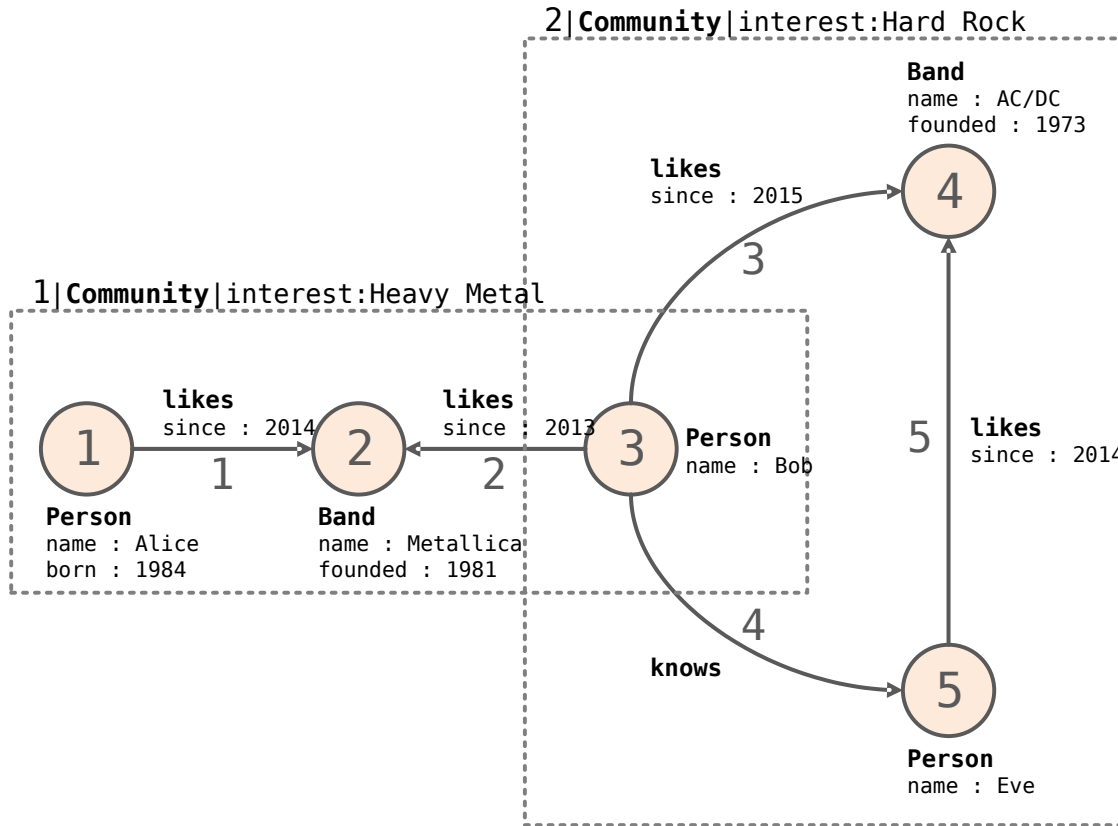 2|Community|interest:Hard Rock
Band
name : AC/DC
founded : 1973
4
likes
since : 2015
3
1|Community|interest:Heavy Metal
likes
since : 2014
1
1
2
likes
since : 2013
2
3
Person
name : Bob
5
likes
since : 2014
Person
name : Alice
born : 1984
Band
name : Metallica
founded : 1981
4
knows
5
Person
name : Eve